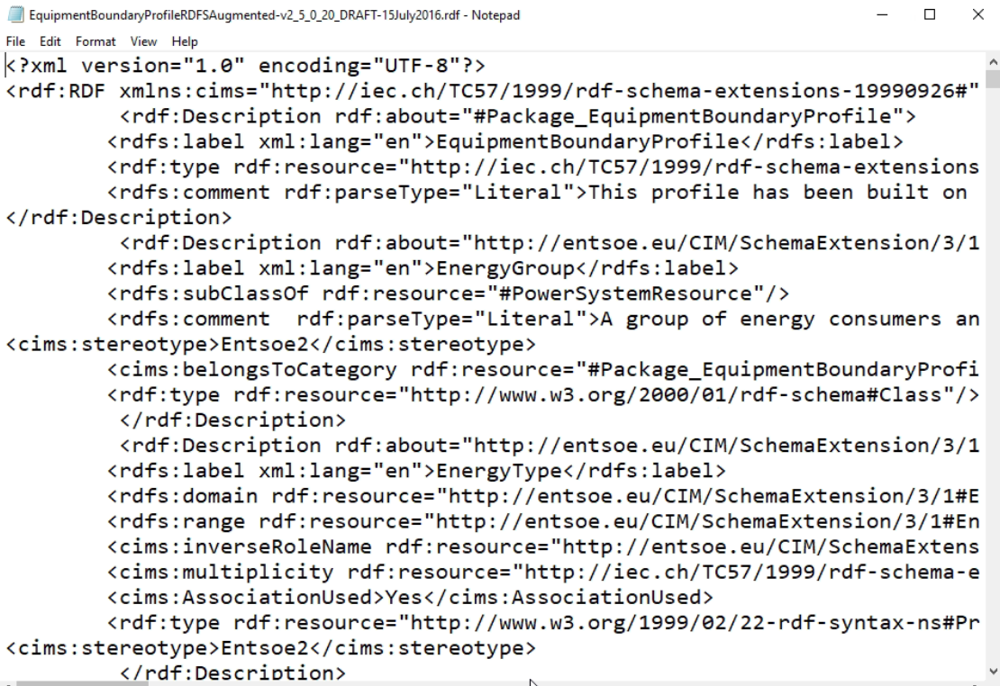 EquipmentBoundaryProfileRDFSAugmented-v2_5_0_20_DRAFT-15July2016.rdf - Notepad
File Edit Format View Help
<?xml version="1.0" encoding="UTF-8"?>
<rdf:RDF xmlns:cims="http://iec.ch/TC57/1999/rdf-schema-extensions-19990926#"
<rdf:Description rdf:about="#Package_EquipmentBoundaryProfile">
<rdfs:label xml:lang="en">EquipmentBoundaryProfile</rdfs:label>
<rdf:type rdf:resource="http://iec.ch/TC57/1999/rdf-schema-extensions
<rdfs:comment rdf:parseType="Literal">This profile has been built on
</rdf:Description>
<rdf:Description rdf:about="http://entsoe.eu/CIM/SchemaExtension/3/1
<rdfs:label xml:lang="en">EnergyGroup</rdfs:label>
<rdfs:subClassOf rdf:resource="#PowerSystemResource"/>
<rdfs:comment  rdf:parseType="Literal">A group of energy consumers an
<cims:stereotype>Entsoe2</cims:stereotype>
<cims:belongsToCategory rdf:resource="#Package_EquipmentBoundaryProfi
<rdf:type rdf:resource="http://www.w3.org/2000/01/rdf-schema#Class"/>
</rdf:Description>
<rdf:Description rdf:about="http://entsoe.eu/CIM/SchemaExtension/3/1
<rdfs:label xml:lang="en">EnergyType</rdfs:label>
<rdfs:domain rdf:resource="http://entsoe.eu/CIM/SchemaExtension/3/1#E
<rdfs:range rdf:resource="http://entsoe.eu/CIM/SchemaExtension/3/1#En
<cims:inverseRoleName rdf:resource="http://entsoe.eu/CIM/SchemaExtens
<cims:multiplicity rdf:resource="http://iec.ch/TC57/1999/rdf-schema-e
<cims:AssociationUsed>Yes</cims:AssociationUsed>
<rdf:type rdf:resource="http://www.w3.org/1999/02/22-rdf-syntax-ns#Pr
<cims:stereotype>Entsoe2</cims:stereotype>
</rdf:Description>